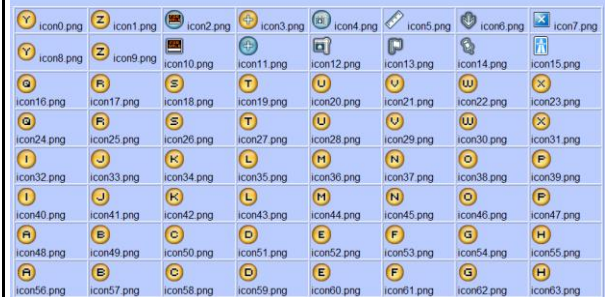 Y icon0.png Z icon1.png icon2.png icon3.png icon4.png icon5.png icon6.png icon7.png
Y icon8.png Z icon9.png icon10.png icon11.png icon12.png icon13.png icon14.png icon15.png
Q R S T U V W X
icon16.png icon17.png icon18.png icon19.png icon20.png icon21.png icon22.png icon23.png
Q R S T U V W X
icon24.png icon25.png icon26.png icon27.png icon28.png icon29.png icon30.png icon31.png
I J K L M N O P
icon32.png icon33.png icon34.png icon35.png icon36.png icon37.png icon38.png icon39.png
I J K L M N O P
icon40.png icon41.png icon42.png icon43.png icon44.png icon45.png icon46.png icon47.png
A B C D E F G H
icon48.png icon49.png icon50.png icon51.png icon52.png icon53.png icon54.png icon55.png
A B C D E F G H
icon56.png icon57.png icon58.png icon59.png icon60.png icon61.png icon62.png icon63.png